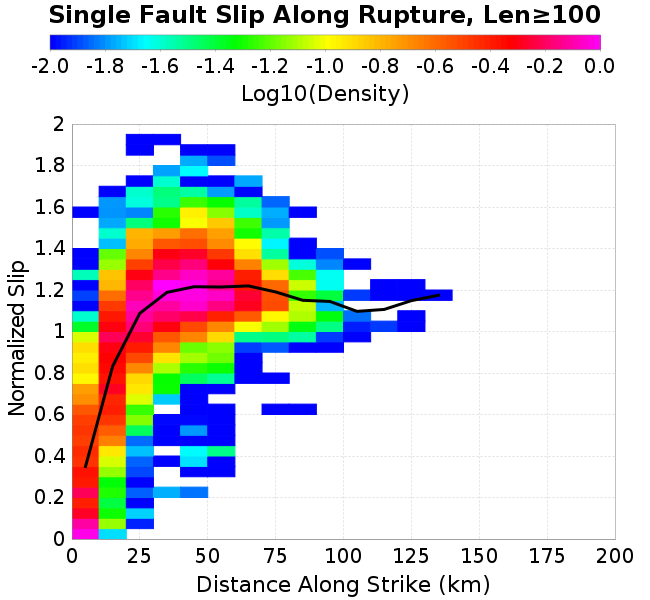 Single Fault Slip Along Rupture, Len≥100
-2.0 -1.8 -1.6 -1.4 -1.2 -1.0 -0.8 -0.6 -0.4 -0.2 0.0
Log10(Density)
Normalized Slip
2
1.8
1.6
1.4
1.2
1
0.8
0.6
0.4
0.2
0
0 25 50 75 100 125 150 175 200
Distance Along Strike (km)